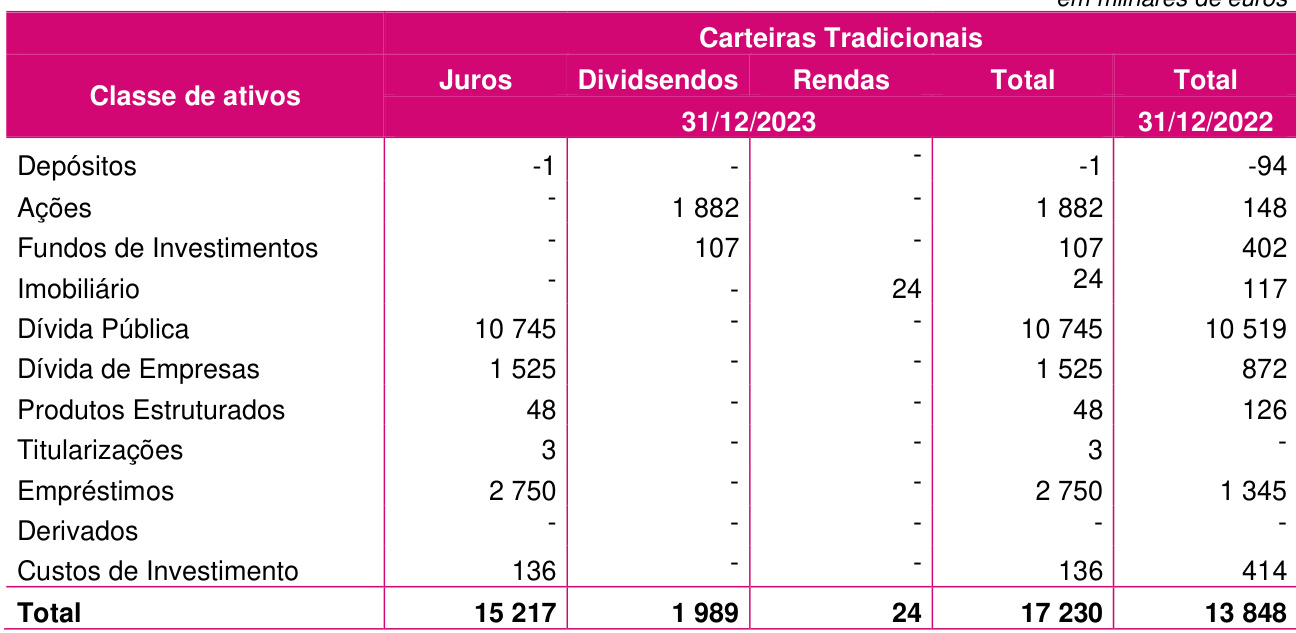 em milhares de euros
Carteiras Tradicionais
Classe de ativos Juros Dividsendos Rendas Total Total
31/12/2023 31/12/2022
Depósitos -1 - - -1 -94
Ações - 1 882 - 1 882 148
Fundos de Investimentos - 107 - 107 402
Imobiliário - - 24 24 117
Dívida Pública 10 745 - - 10 745 10 519
Dívida de Empresas 1 525 - - 1 525 872
Produtos Estruturados 48 - - 48 126
Titularizações 3 - - 3 -
Empréstimos 2 750 - - 2 750 1 345
Derivados - - - - -
Custos de Investimento 136 - - 136 414
Total 15 217 1 989 24 17 230 13 848